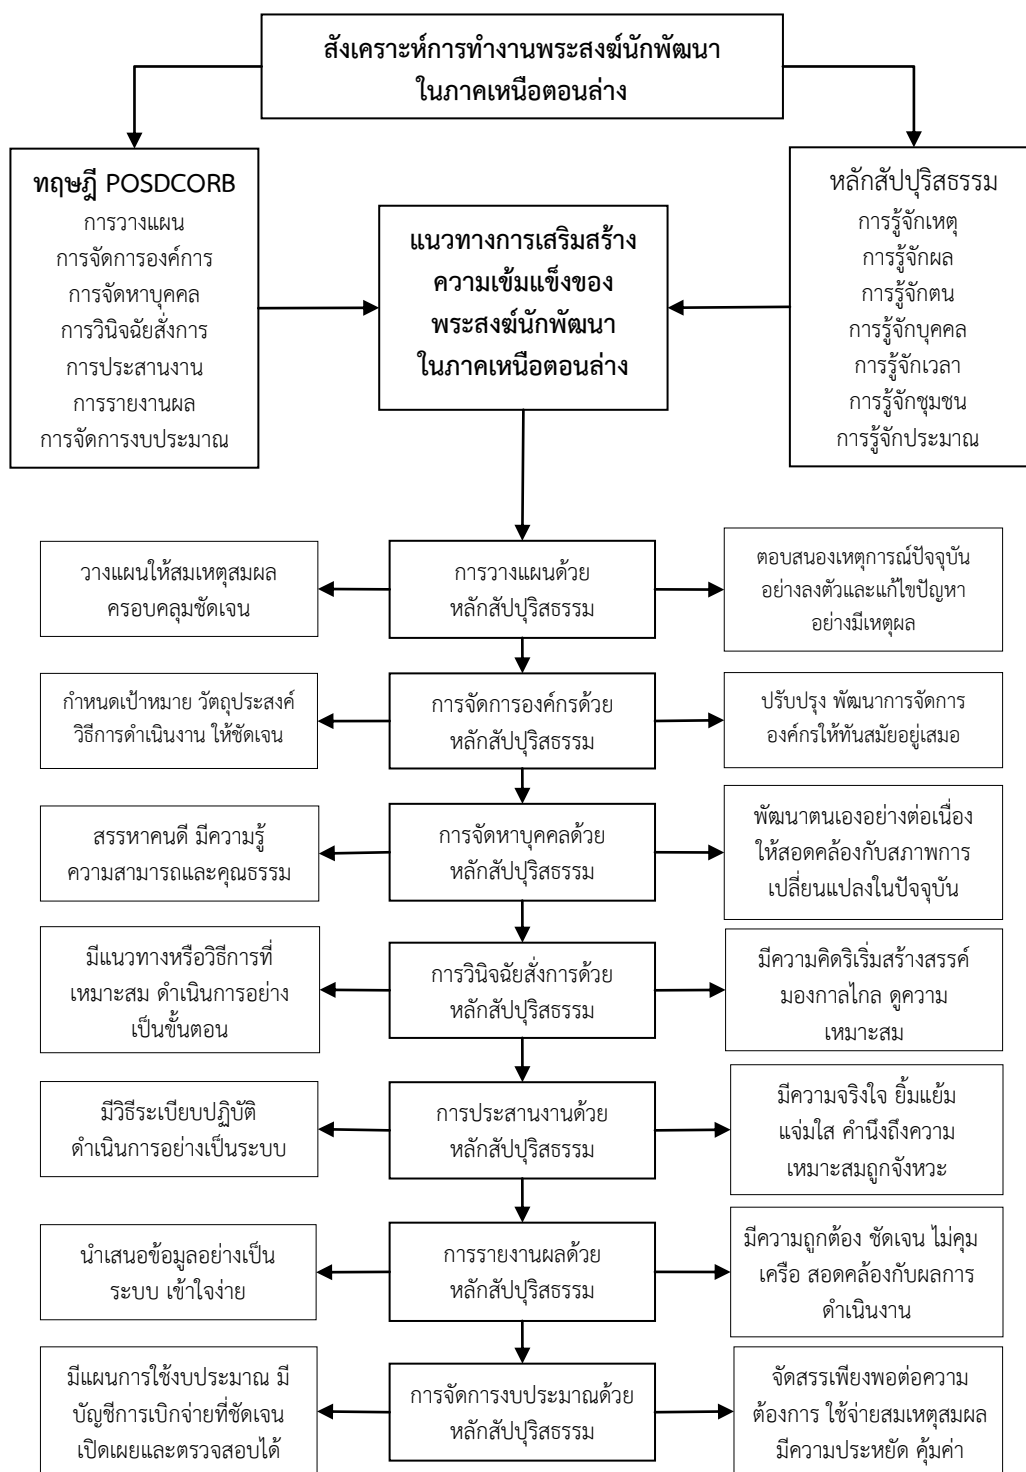 สังเคราะห์การทำงานพระสงฆ์นักพัฒนา
ในภาคเหนือตอนล่าง
ทฤษฎี POSDCORB
การวางแผน
การจัดการองค์การ
การจัดหาบุคคล
การวินิจฉัยสั่งการ
การประสานงาน
การรายงานผล
การจัดการงบประมาณ
แนวทางการเสริมสร้าง
ความเข้มแข็งของ
พระสงฆ์นักพัฒนา
ในภาคเหนือตอนล่าง
หลักสัปปุริสธรรม
การรู้จักเหตุ
การรู้จักผล
การรู้จักตน
การรู้จักบุคคล
การรู้จักเวลา
การรู้จักชุมชน
การรู้จักประมาณ
วางแผนให้สมเหตุสมผล
ครอบคลุมชัดเจน
การวางแผนด้วย
หลักสัปปุริสธรรม
ตอบสนองเหตุการณ์ปัจจุบัน
อย่างลงตัวและแก้ไขปัญหา
อย่างมีเหตุผล
กำหนดเป้าหมาย วัตถุประสงค์
วิธีการดำเนินงาน ให้ชัดเจน
การจัดการองค์กรด้วย
หลักสัปปุริสธรรม
ปรับปรุง พัฒนาการจัดการ
องค์กรให้ทันสมัยอยู่เสมอ
สรรหาคนดี มีความรู้
ความสามารถและคุณธรรม
การจัดหาบุคคลด้วย
หลักสัปปุริสธรรม
พัฒนาตนเองอย่างต่อเนื่อง
ให้สอดคล้องกับสภาพการ
เปลี่ยนแปลงในปัจจุบัน
มีแนวทางหรือวิธีการที่
เหมาะสม ดำเนินการอย่าง
เป็นขั้นตอน
การวินิจฉัยสั่งการด้วย
หลักสัปปุริสธรรม
มีความคิดริเริ่มสร้างสรรค์
มองกาลไกล ดูความ
เหมาะสม
มีวิธีระเบียบปฏิบัติ
ดำเนินการอย่างเป็นระบบ
การประสานงานด้วย
หลักสัปปุริสธรรม
มีความจริงใจ ยิ้มแย้ม
แจ่มใส คำนึงถึงความ
เหมาะสมถูกจังหวะ
นำเสนอข้อมูลอย่างเป็น
ระบบ เข้าใจง่าย
การรายงานผลด้วย
หลักสัปปุริสธรรม
มีความถูกต้อง ชัดเจน ไม่คุม
เครือ สอดคล้องกับผลการ
ดำเนินงาน
มีแผนการใช้งบประมาณ มี
บัญชีการเบิกจ่ายที่ชัดเจน
เปิดเผยและตรวจสอบได้
การจัดการงบประมาณด้วย
หลักสัปปุริสธรรม
จัดสรรเพียงพอต่อความ
ต้องการ ใช้จ่ายสมเหตุสมผล
มีความประหยัด คุ้มค่า